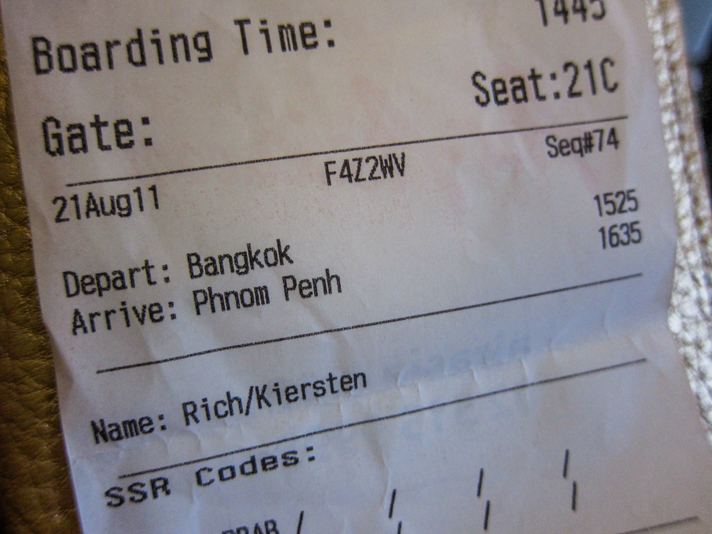 Boarding Time: 1445
Gate: Seat:21C
21Aug11 F4Z2WV Seq#74
Depart: Bangkok 1525
Arrive: Phnom Penh 1635
Name: Rich/Kiersten
SSR Codes:
/ / / /